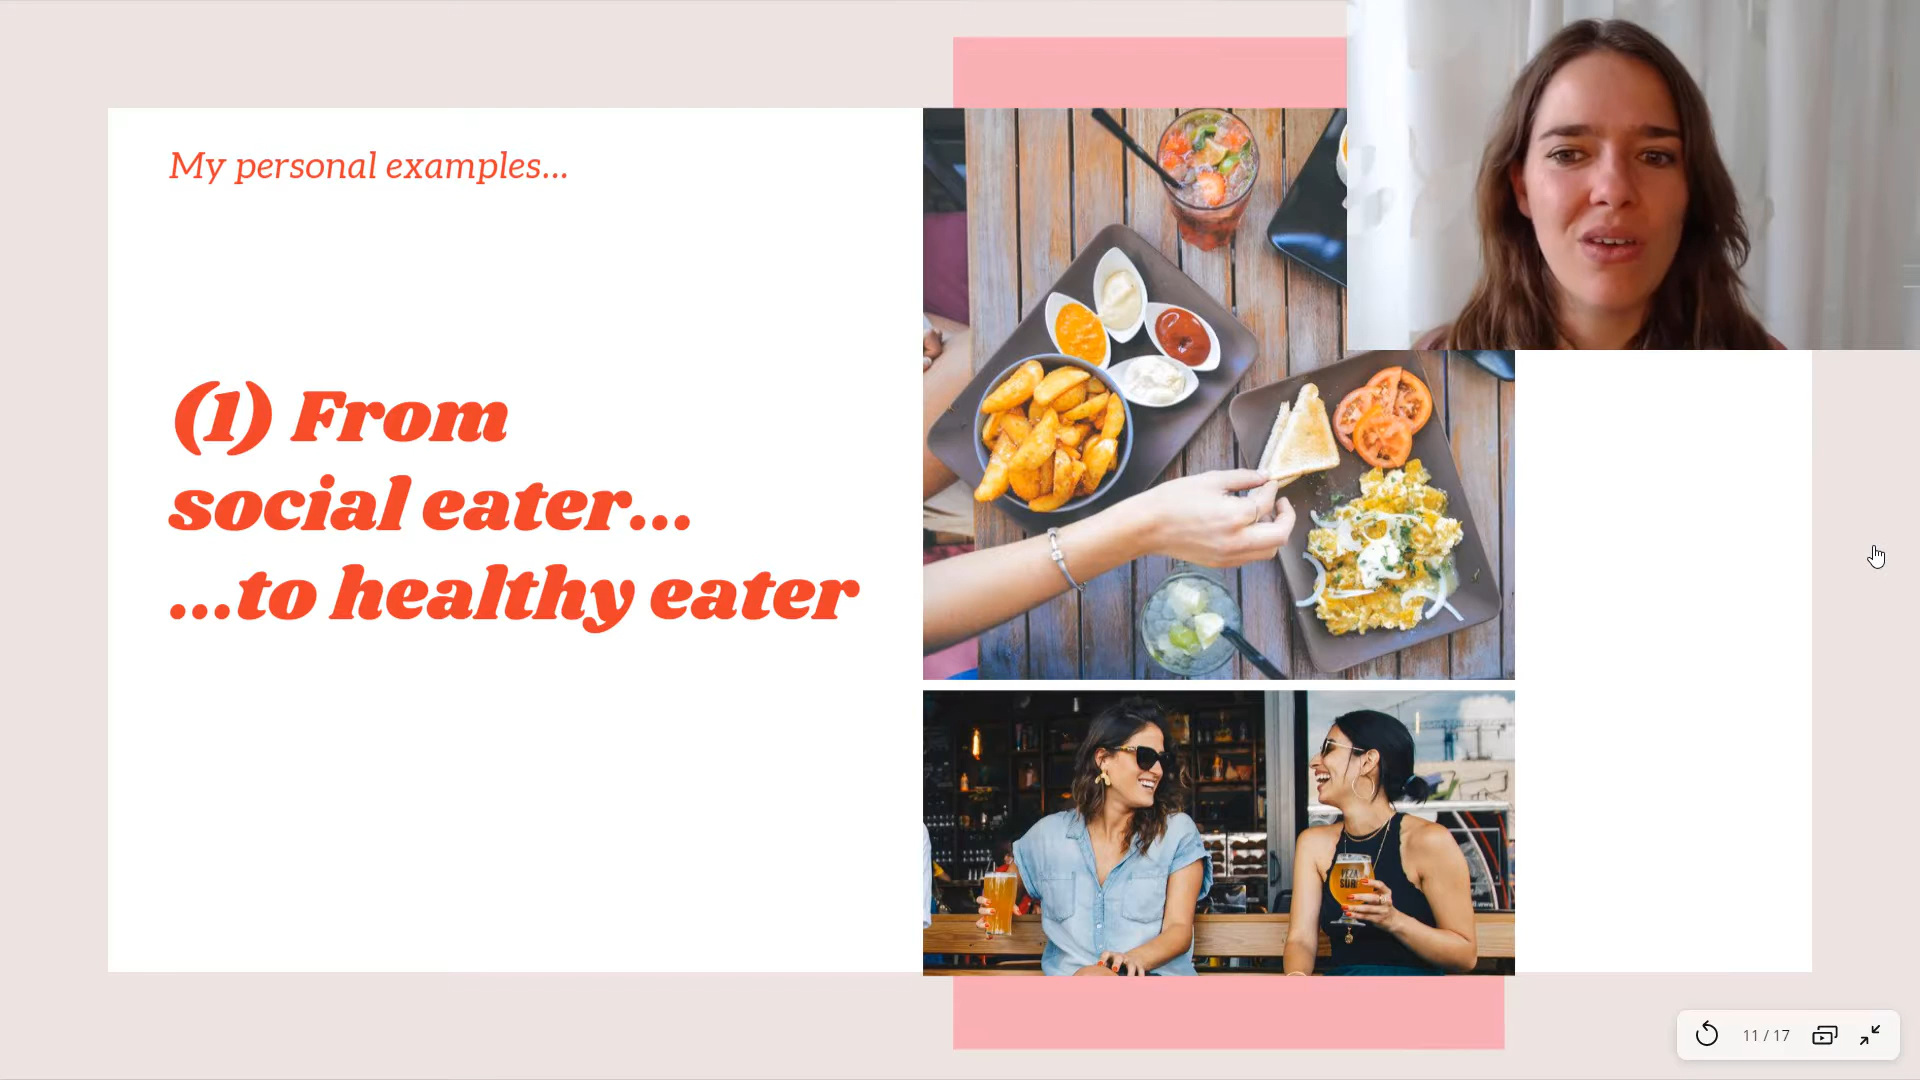 My personal examples...
(1) From
social eater...
...to healthy eater
11 / 17